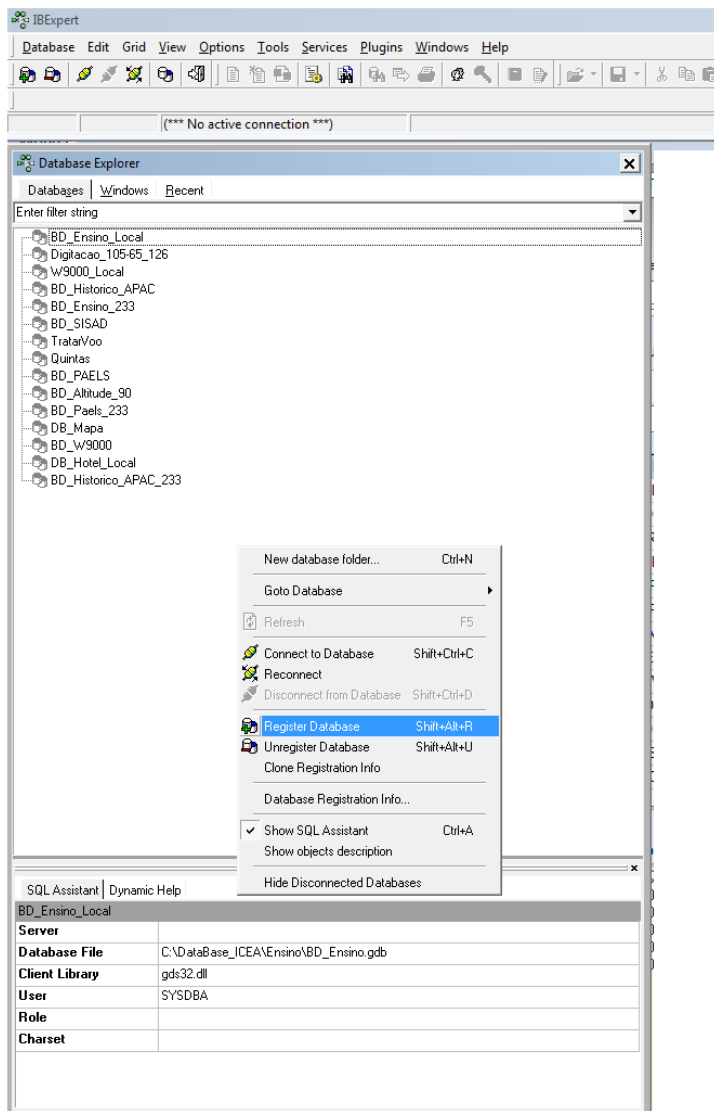 IBExpert
Database Edit Grid View Options Tools Services Plugins Windows Help
(*** No active connection ***)
Database Explorer
Databases Windows Recent
Enter filter string
BD_Ensino_Local
Digitacao_105-65_126
W9000_Local
BD_Historico_APAC
BD_Ensino_233
BD_SISAD
TratarVoo
Quintas
BD_PAELS
BD_Altitude_90
BD_Paels_233
DB_Mapa
BD_W9000
DB_Hotel_Local
BD_Historico_APAC_233
New database folder... Ctrl+N
Goto Database
Refresh F5
Connect to Database Shift+Ctrl+C
Reconnect
Disconnect from Database Shift+Ctrl+D
Register Database Shift+Alt+R
Unregister Database Shift+Alt+U
Clone Registration Info
Database Registration Info...
Show SQL Assistant Ctrl+A
Show objects description
Hide Disconnected Databases
SQL Assistant Dynamic Help
BD_Ensino_Local
Server
Database File C:\DataBase_ICEA\Ensino\BD_Ensino.gdb
Client Library gds32.dll
User SYSDBA
Role
Charset